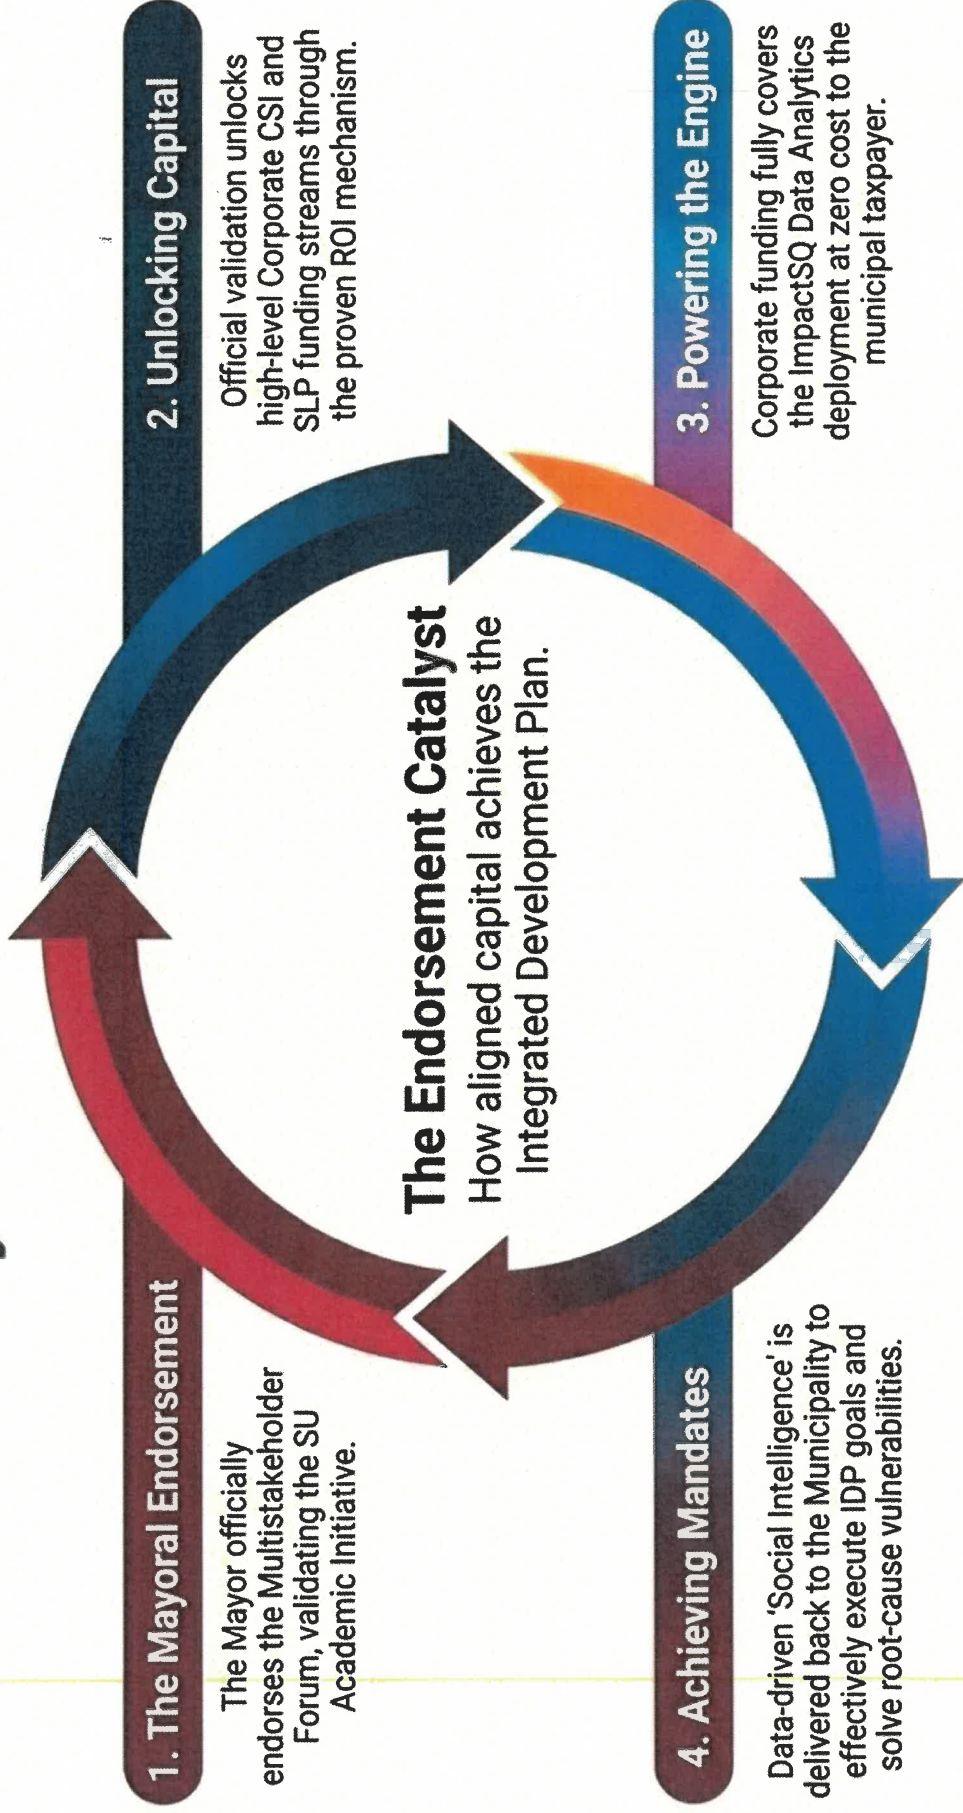 1. The Mayoral Endorsement
The Mayor officially
endorses the Multistakeholder
Forum, validating the SU
Academic Initiative.
2. Unlocking Capital
Official validation unlocks
high-level Corporate CSI and
SLP funding streams through
the proven ROI mechanism.
The Endorsement Catalyst
How aligned capital achieves the
Integrated Development Plan.
3. Powering the Engine
Corporate funding fully covers
the ImpactSQ Data Analytics
deployment at zero cost to the
municipal taxpayer.
4. Achieving Mandates
Data-driven 'Social Intelligence' is
delivered back to the Municipality to
effectively execute IDP goals and
solve root-cause vulnerabilities.